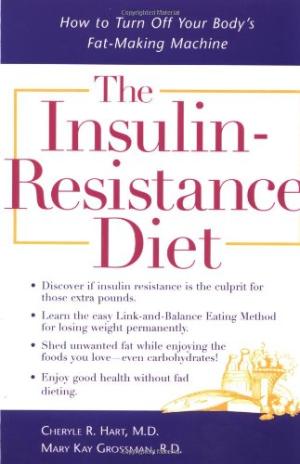 How to Turn Off Your Body's
Fat-Making Machine
The
Insulin-
Resistance
Diet
• Discover if insulin resistance is the culprit for
those extra pounds.
• Learn the easy Link-and-Balance Eating Method
for losing weight permanently.
• Shed unwanted fat while enjoying the
foods you love—even carbohydrates!
• Enjoy good health without fad
dieting.
Cheryle R. Hart, M.D.
Mary Kay Grossman, R.D.